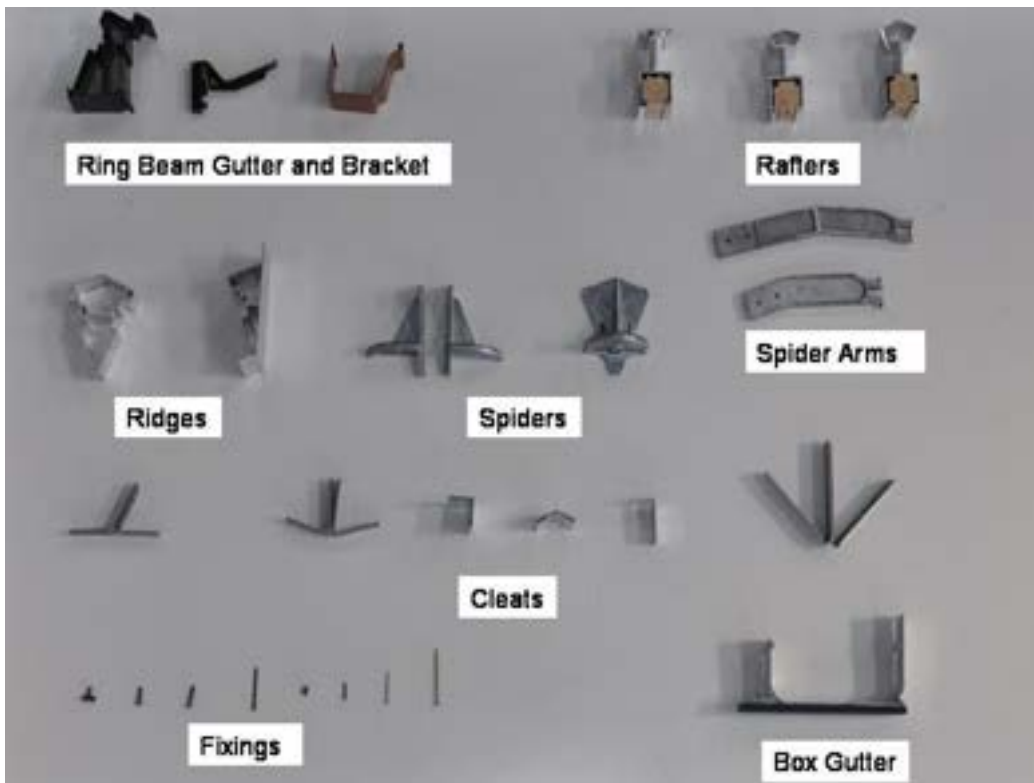 Ring Beam Gutter and Bracket
Rafters
Spider Arms
Ridges
Spiders
Cleats
Fixings
Box Gutter